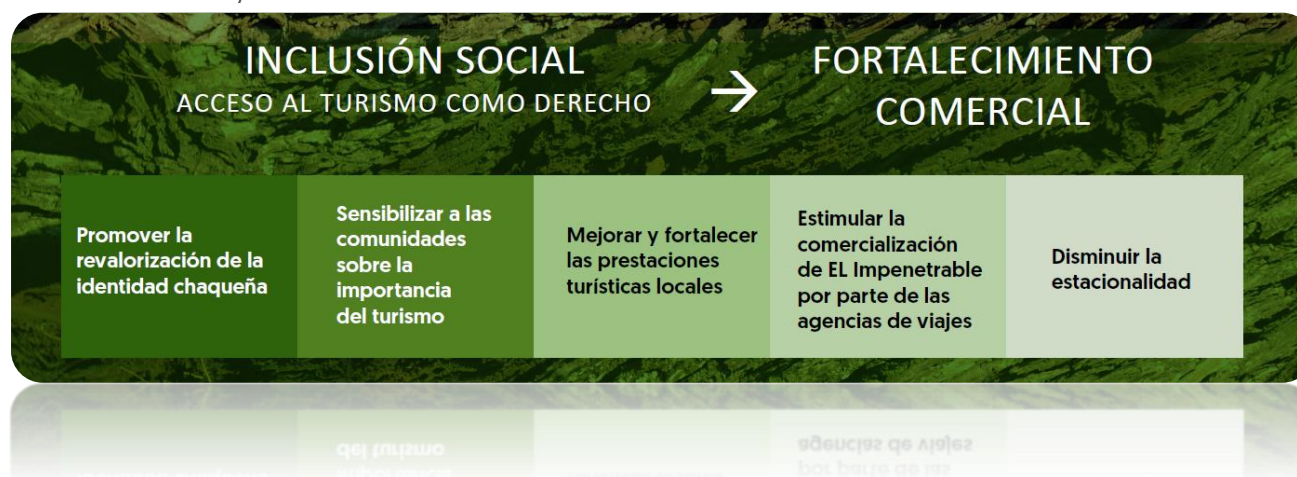 INCLUSIÓN SOCIAL
ACCESO AL TURISMO COMO DERECHO
→
FORTALECIMIENTO
COMERCIAL
Promover la
revalorización de la
identidad chaqueña
Sensibilizar a las
comunidades
sobre la
importancia
del turismo
Mejorar y fortalecer
las prestaciones
turísticas locales
Estimular la
comercialización
de EL Impenetrable
por parte de las
agencias de viajes
Disminuir la
estacionalidad